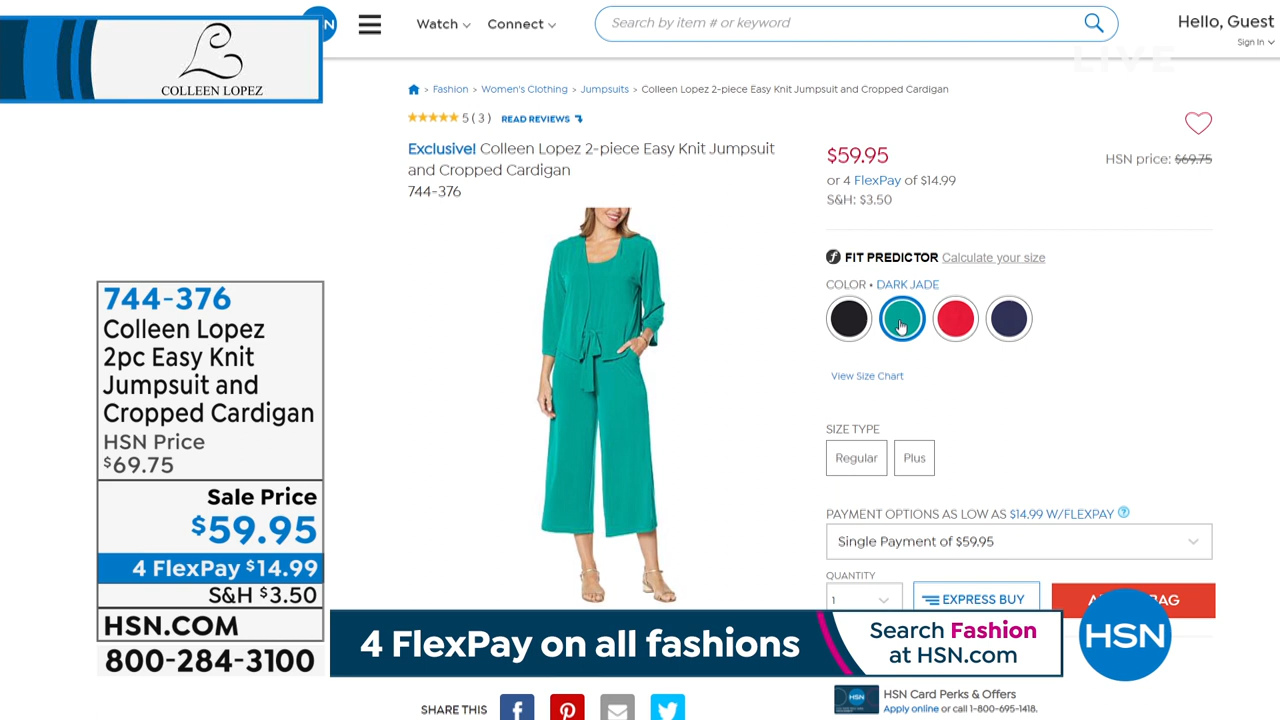 COLLEEN LOPEZ
HSN
Watch
Connect
Search by item # or keyword
Hello, Guest
Sign In
LIVE
Fashion > Women's Clothing > Jumpsuits > Colleen Lopez 2-piece Easy Knit Jumpsuit and Cropped Cardigan
5 ( 3 ) READ REVIEWS
Exclusive! Colleen Lopez 2-piece Easy Knit Jumpsuit
and Cropped Cardigan
744-376
$59.95
HSN price: $69.75
or 4 FlexPay of $14.99
S&H: $3.50
FIT PREDICTOR Calculate your size
COLOR • DARK JADE
View Size Chart
SIZE TYPE
Regular
Plus
PAYMENT OPTIONS AS LOW AS $14.99 W/FLEXPAY ?
Single Payment of $59.95
QUANTITY
1
EXPRESS BUY
744-376
Colleen Lopez
2pc Easy Knit
Jumpsuit and
Cropped Cardigan
HSN Price
$69.75
Sale Price
$59.95
4 FlexPay $14.99
S&H $3.50
HSN.COM
800-284-3100
4 FlexPay on all fashions
Search Fashion
at HSN.com
HSN
SHARE THIS
HSN
HSN Card Perks & Offers
Apply online or call 1-800-695-1418.